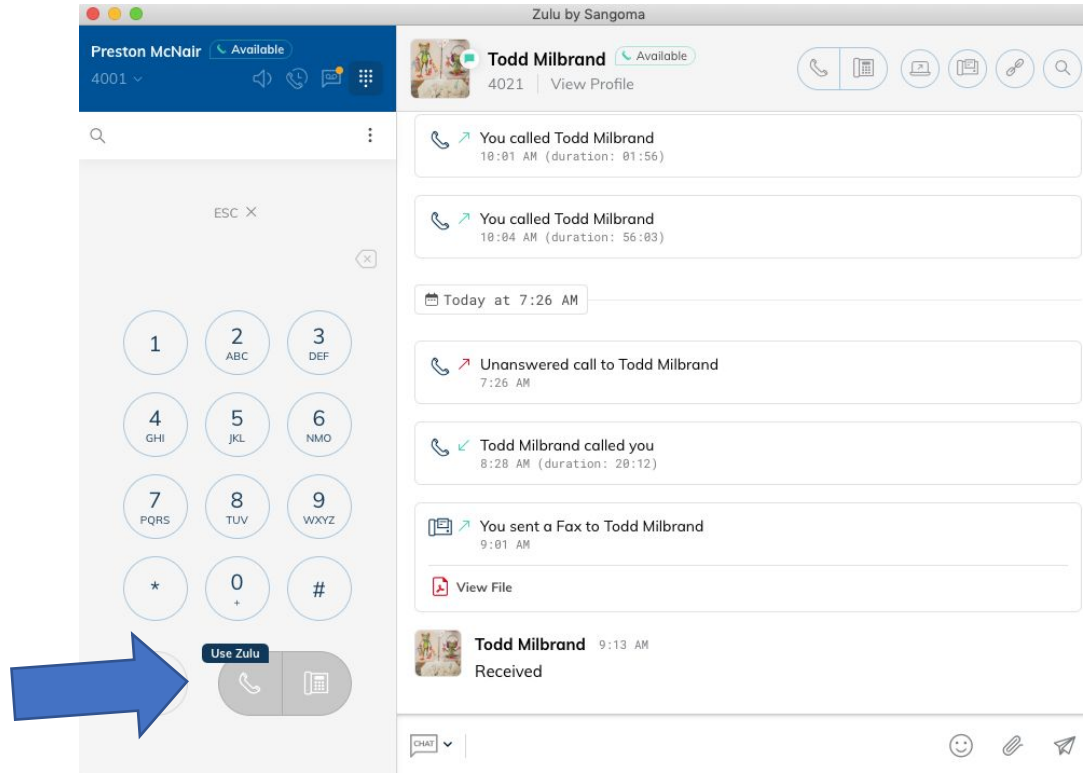 Zulu by Sangoma
Preston McNair Available
4001
ESC ×
1
2
ABC
3
DEF
4
GHI
5
JKL
6
NMO
7
PQRS
8
TUV
9
WXYZ
*
0
+
#
Use Zulu
Todd Milbrand Available
4021 View Profile
You called Todd Milbrand
10:01 AM (duration: 01:56)
You called Todd Milbrand
10:04 AM (duration: 56:03)
Today at 7:26 AM
Unanswered call to Todd Milbrand
7:26 AM
Todd Milbrand called you
8:28 AM (duration: 20:12)
You sent a Fax to Todd Milbrand
9:01 AM
View File
Todd Milbrand 9:13 AM
Received
CHAT